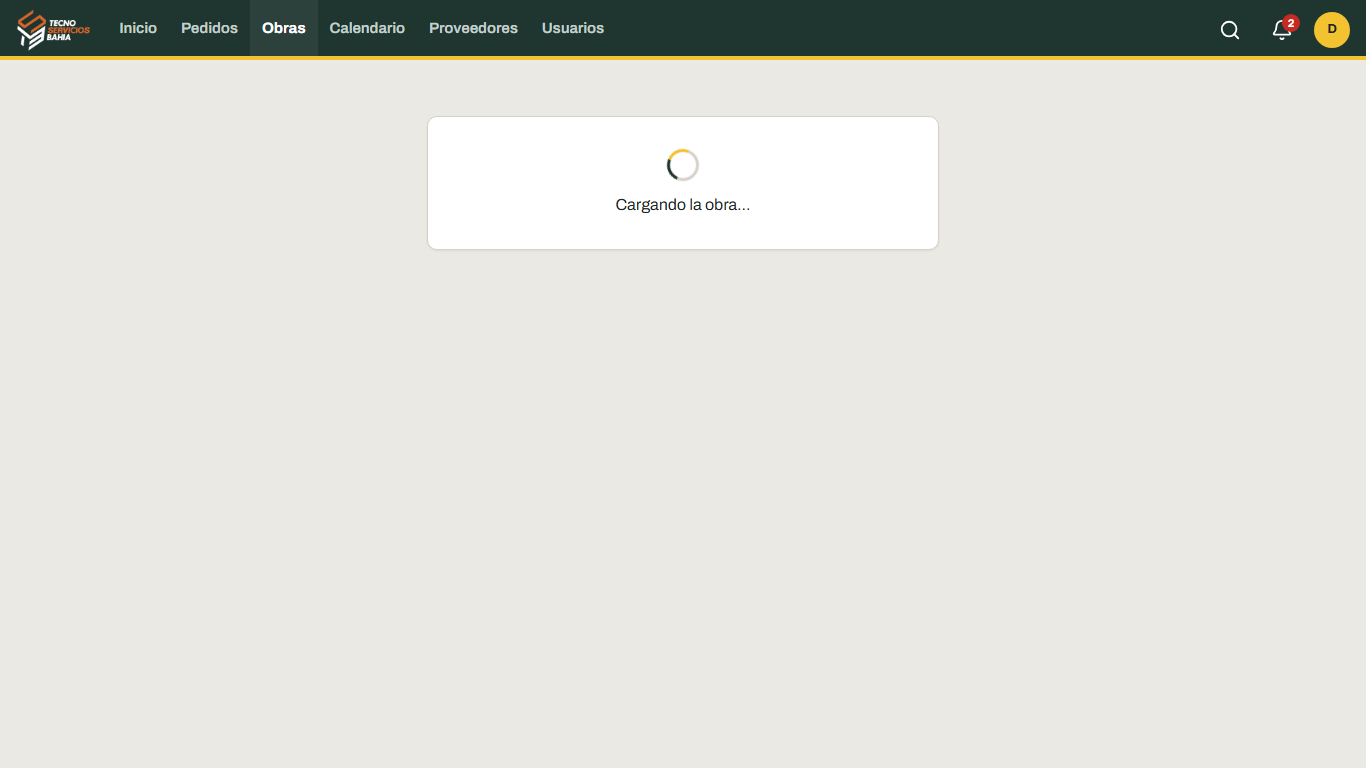 TECNO
SERVICIOS
BAHIA
Inicio
Pedidos
Obras
Calendario
Proveedores
Usuarios
2
D
Cargando la obra...